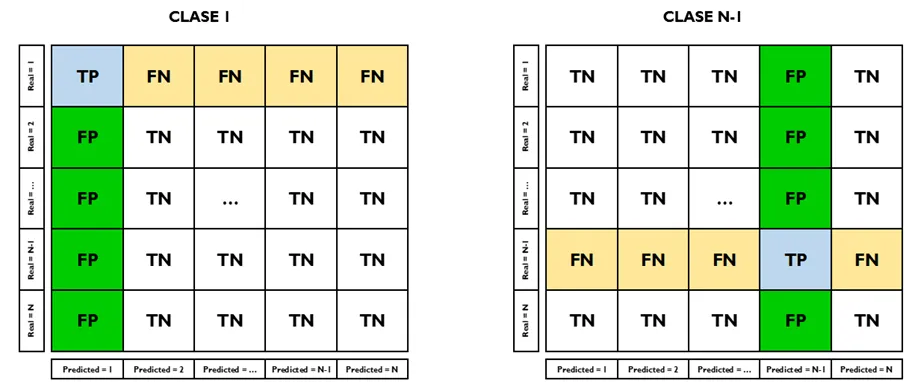 CLASE 1
Real = 1 TP FN FN FN FN
Real = 2 FP TN TN TN TN
Real = ... FP TN ... TN TN
Real = N-1 FP TN TN TN TN
Real = N FP TN TN TN TN
Predicted = 1 Predicted = 2 Predicted = ... Predicted = N-1 Predicted = N
CLASE N-1
Real = 1 TN TN TN FP TN
Real = 2 TN TN TN FP TN
Real = ... TN TN ... FP TN
Real = N-1 FN FN FN TP FN
Real = N TN TN TN FP TN
Predicted = 1 Predicted = 2 Predicted = ... Predicted = N-1 Predicted = N